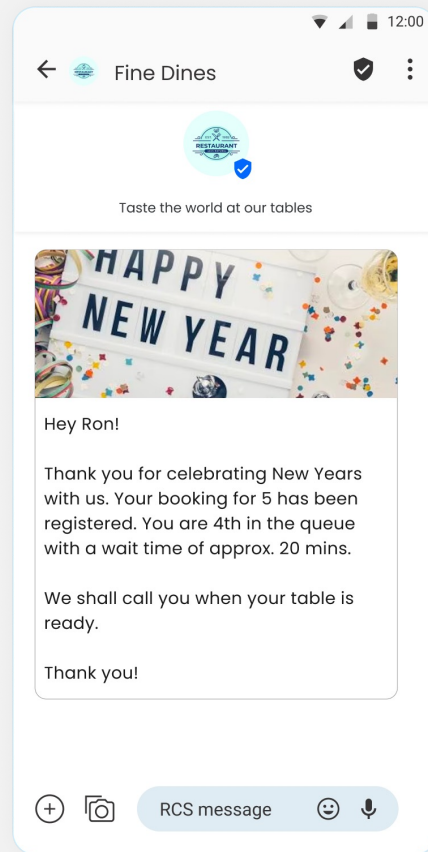 12:00
Fine Dines
RESTAURANT
Taste the world at our tables
HAPPY
NEW YEAR
Hey Ron!
Thank you for celebrating New Years
with us. Your booking for 5 has been
registered. You are 4th in the queue
with a wait time of approx. 20 mins.
We shall call you when your table is
ready.
Thank you!
RCS message